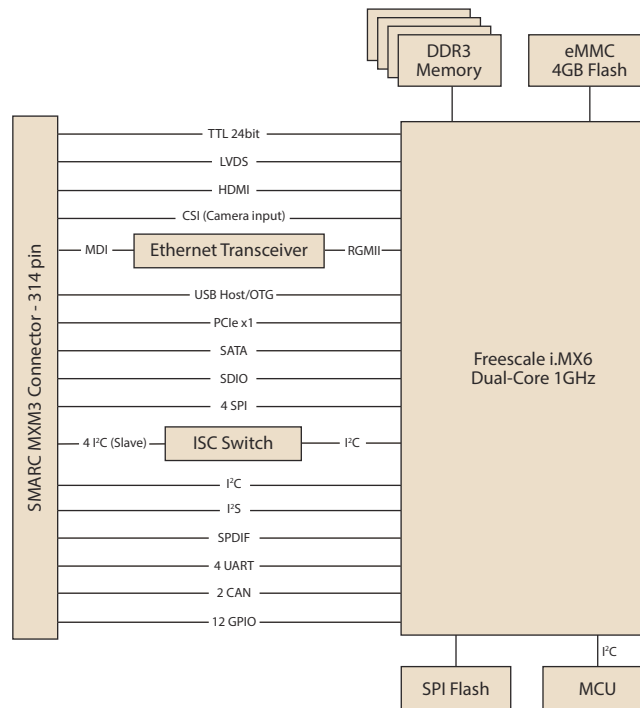 DDR3
Memory
eMMC
4GB Flash
SMARC MXM3 Connector - 314 pin
TTL 24bit
LVDS
HDMI
CSI (Camera input)
MDI
Ethernet Transceiver
RGMII
USB Host/OTG
PCIe x1
SATA
SDIO
4 SPI
4 I²C (Slave)
ISC Switch
I²C
I²C
I²S
SPDIF
4 UART
2 CAN
12 GPIO
Freescale i.MX6
Dual-Core 1GHz
I²C
SPI Flash
MCU